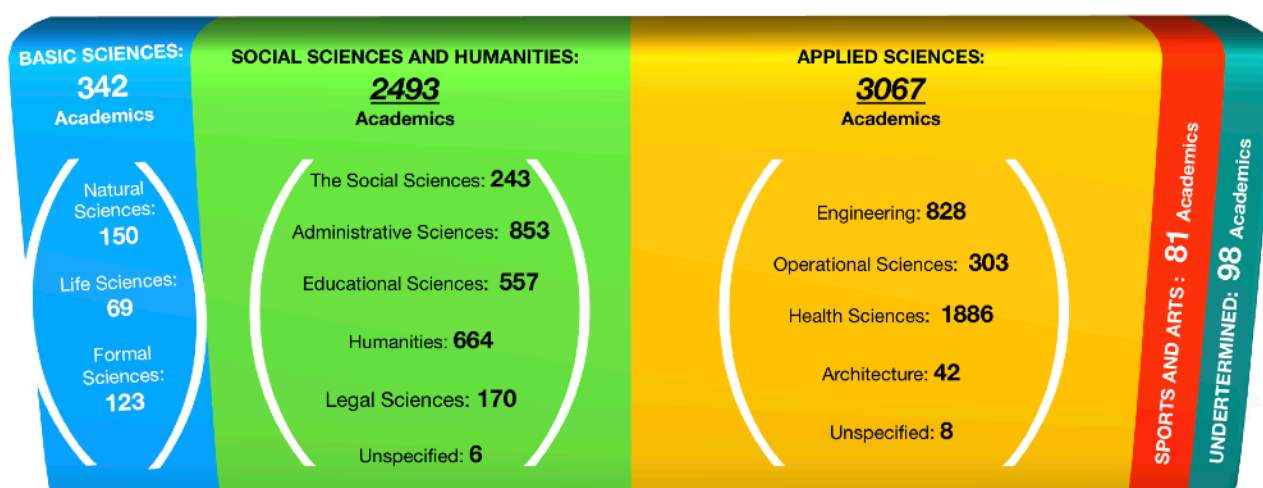 BASIC SCIENCES:
342
Academics
Natural
Sciences:
150
Life Sciences:
69
Formal
Sciences:
123
SOCIAL SCIENCES AND HUMANITIES:
2493
Academics
The Social Sciences: 243
Administrative Sciences: 853
Educational Sciences: 557
Humanities: 664
Legal Sciences: 170
Unspecified: 6
APPLIED SCIENCES:
3067
Academics
Engineering: 828
Operational Sciences: 303
Health Sciences: 1886
Architecture: 42
Unspecified: 8
SPORTS AND ARTS : 81 Academics
UNDERTERMINED: 98 Academics